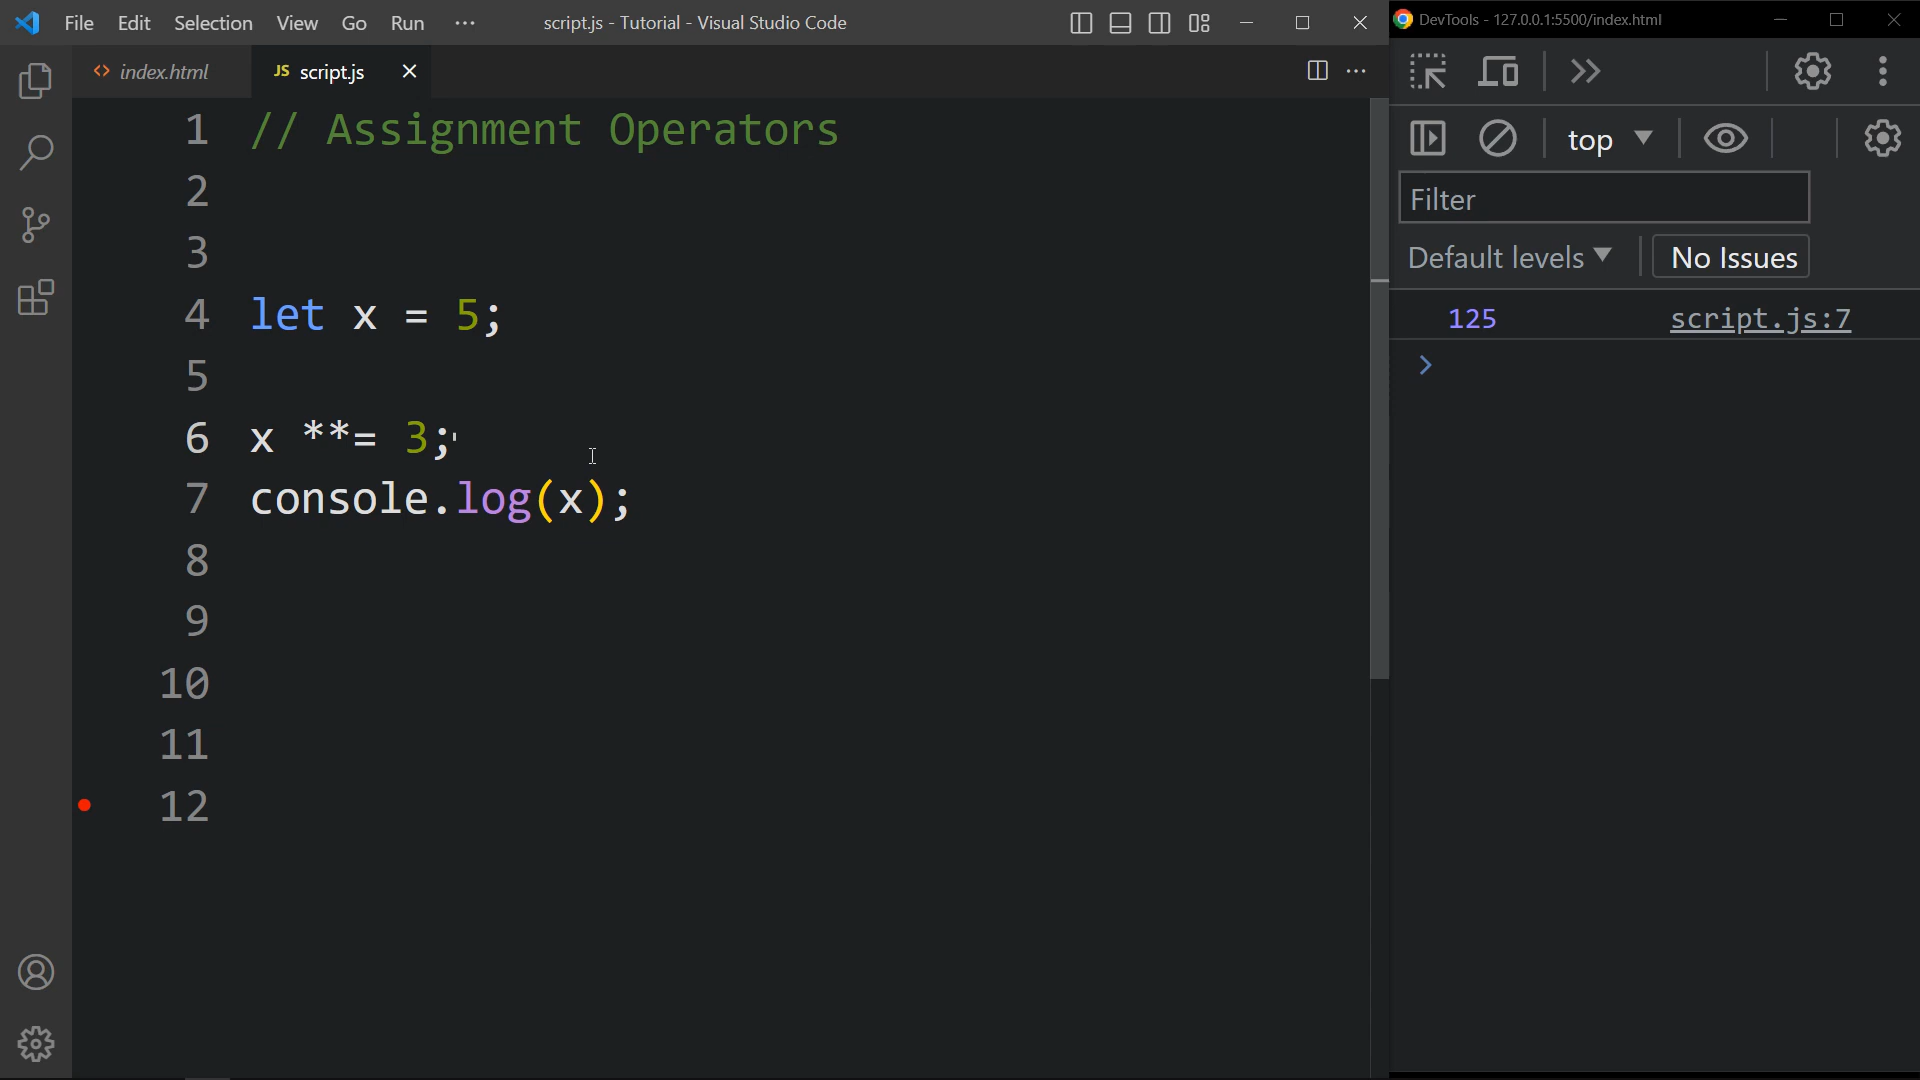 File Edit Selection View Go Run ··· script.js - Tutorial - Visual Studio Code
DevTools - 127.0.0.1:5500/index.html
<> index.html JS script.js
1 // Assignment Operators
2
3
4 let x = 5;
5
6 x **= 3;
7 console.log(x);
8
9
10
11
12
top
Filter
Default levels No Issues
125 script.js:7